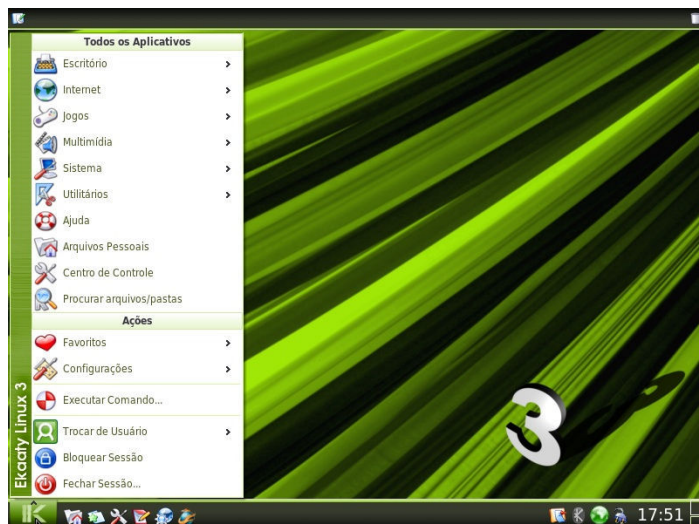 Todos os Aplicativos
Escritório
Internet
Jogos
Multimídia
Sistema
Utilitários
Ajuda
Arquivos Pessoais
Centro de Controle
Procurar arquivos/pastas
Ações
Favoritos
Configurações
Executar Comando...
Trocar de Usuário
Bloquear Sessão
Fechar Sessão...
Ekaaty Linux 3
3
17:51